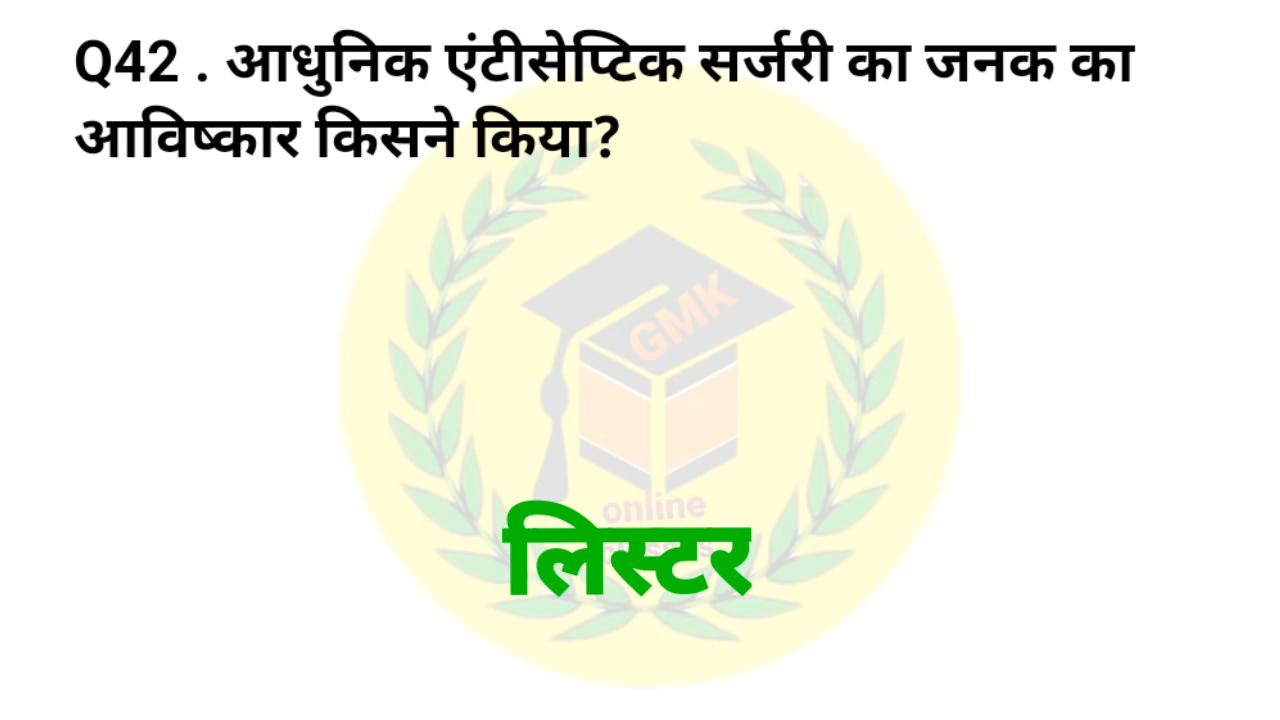 Q42 . आधुनिक एंटीसेप्टिक सर्जरी का जनक का
आविष्कार किसने किया?
GMK
online
लिस्टर